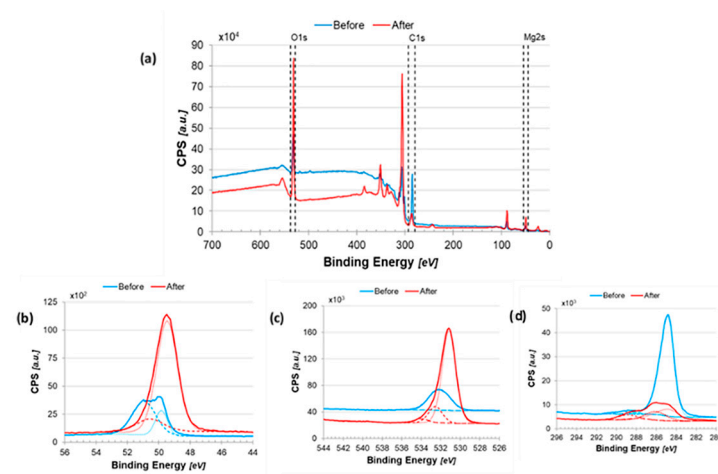 Before After
x10⁴ O1s C1s Mg2s
(a)
90
80
70
60
50
40
30
20
10
0
CPS [a.u.]
700 600 500 400 300 200 100 0
Binding Energy [eV]
(b)
Before After
x10²
125
100
75
50
25
0
CPS [a.u.]
56 54 52 50 48 46 44
Binding Energy [eV]
(c)
Before After
x10³
200
160
120
80
40
0
CPS [a.u.]
544 542 540 538 536 534 532 530 528 526
Binding Energy [eV]
(d)
Before After
x10³
50
40
30
20
10
0
CPS [a.u.]
296 294 292 290 288 286 284 282
Binding Energy [eV]